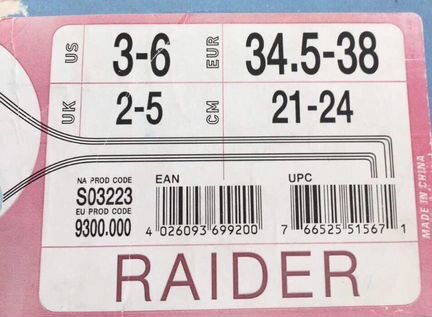 US 3-6 EUR 34.5-38
UK 2-5 CM 21-24
NA PROD CODE EAN UPC
S03223
EU PROD CODE
9300.000 4 026093 699200 7 66525 51567 1
RAIDER
MADE IN CHINA